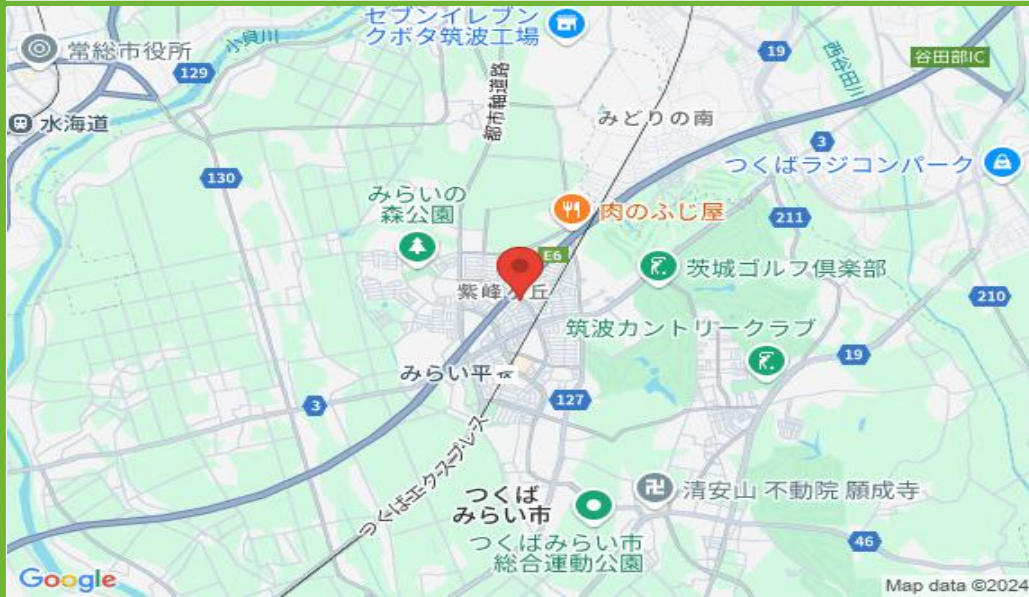 セブンイレブン
クボタ筑波工場
常総市役所
小貝川
129
19
西谷田川
谷田部IC
都市軸道路
水海道
みどりの南
3
つくばラジコンパーク
130
みらいの
森公園
肉のふじ屋
211
E6
茨城ゴルフ倶楽部
紫峰ヶ丘
210
筑波カントリークラブ
19
みらい平
3
127
つくばエクスプレス
つくば
みらい市
清安山 不動院 願成寺
つくばみらい市
総合運動公園
46
Google
Map data ©2024